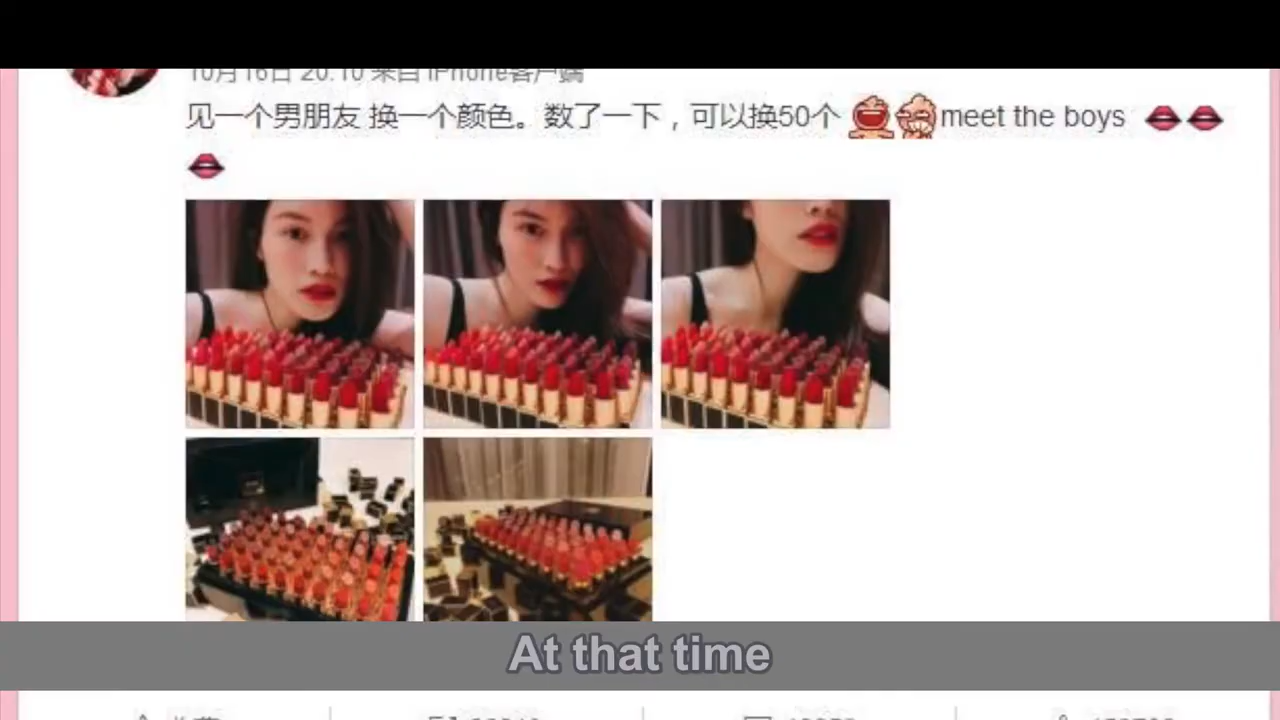 10月16日 20:10 来自 iPhone客户端
见一个男朋友 换一个颜色。数了一下，可以换50个 meet the boys
At that time